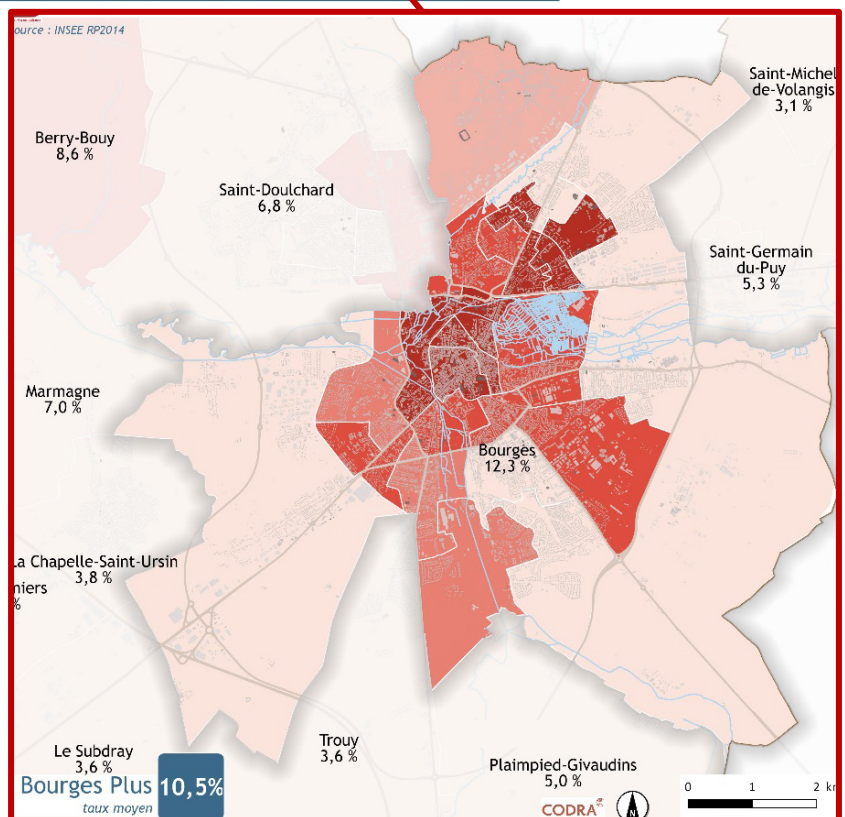 ource : INSEE RP2014
Saint-Michel
de-Volangis
3,1 %
Berry-Bouy
8,6 %
Saint-Doulchard
6,8 %
Saint-Germain
du-Puy
5,3 %
Marmagne
7,0 %
Bourges
12,3 %
La Chapelle-Saint-Ursin
3,8 %
niers
%
Trouy
3,6 %
Le Subdray
3,6 %
Plaimpied-Givaudins
5,0 %
Bourges Plus 10,5%
taux moyen
CODRA
N
0 1 2 km